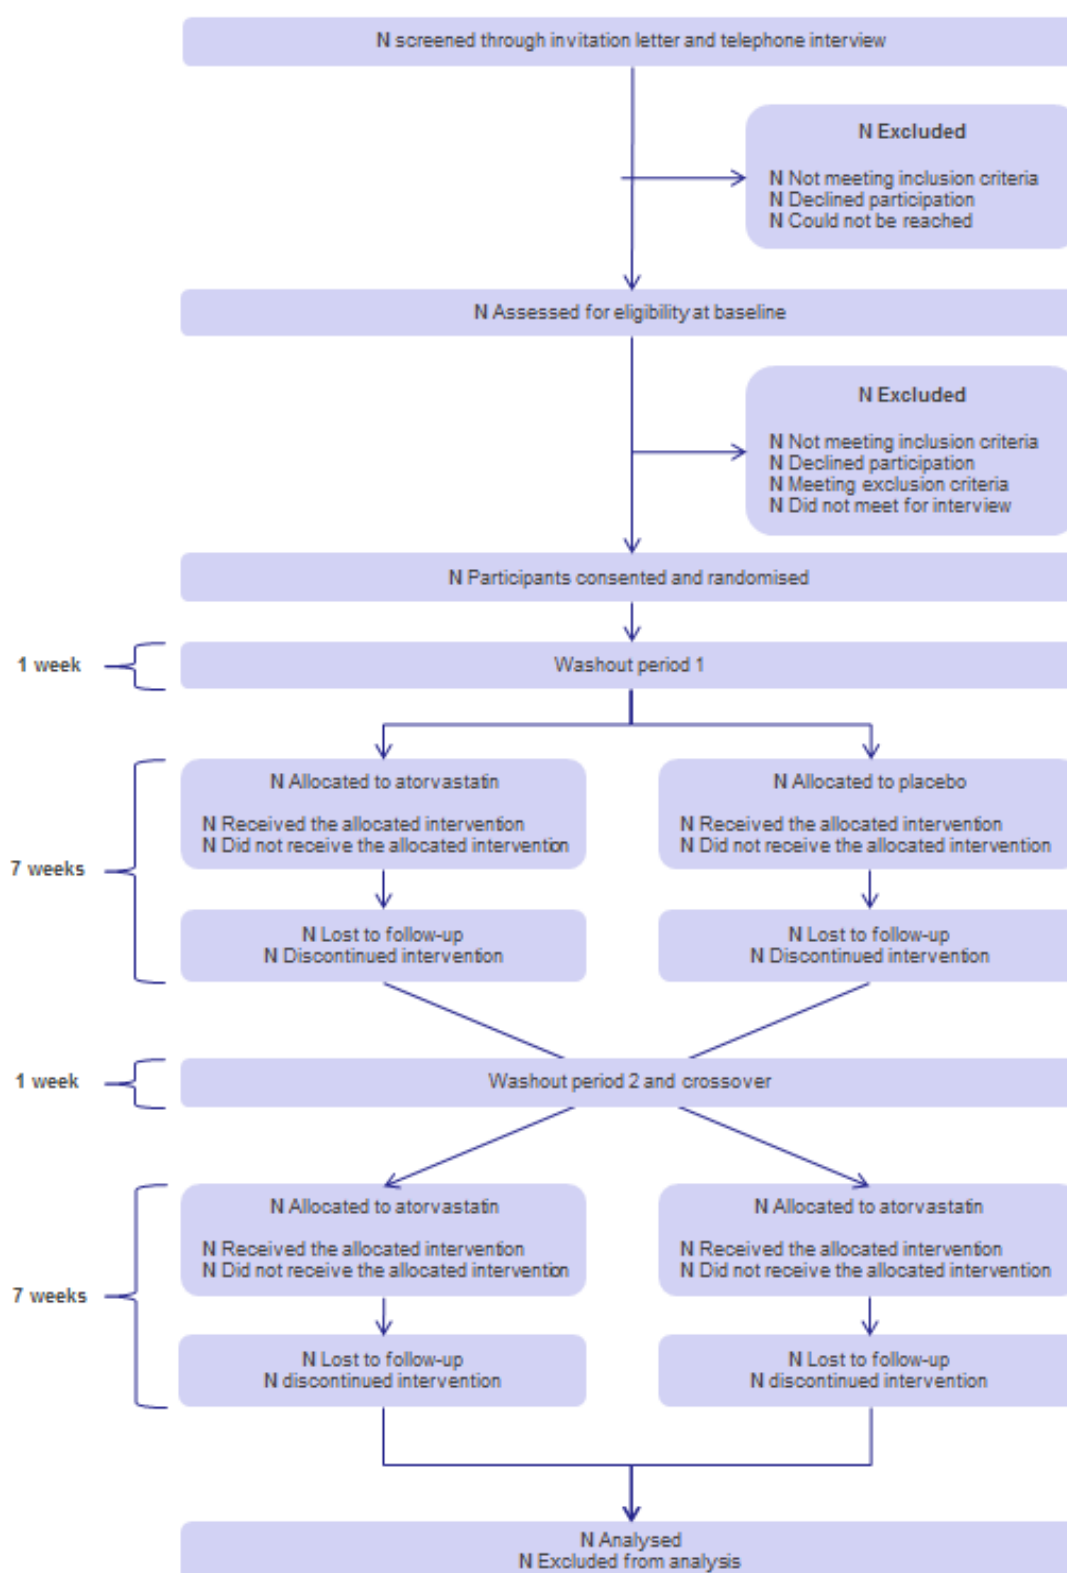 N screened through invitation letter and telephone interview
N Excluded
N Not meeting inclusion criteria
N Declined participation
N Could not be reached
N Assessed for eligibility at baseline
N Excluded
N Not meeting inclusion criteria
N Declined participation
N Meeting exclusion criteria
N Did not meet for interview
N Participants consented and randomised
1 week
Washout period 1
7 weeks
N Allocated to atorvastatin
N Received the allocated intervention
N Did not receive the allocated intervention
N Allocated to placebo
N Received the allocated intervention
N Did not receive the allocated intervention
N Lost to follow-up
N Discontinued intervention
N Lost to follow-up
N Discontinued intervention
1 week
Washout period 2 and crossover
7 weeks
N Allocated to atorvastatin
N Received the allocated intervention
N Did not receive the allocated intervention
N Allocated to atorvastatin
N Received the allocated intervention
N Did not receive the allocated intervention
N Lost to follow-up
N discontinued intervention
N Lost to follow-up
N discontinued intervention
N Analysed
N Excluded from analysis